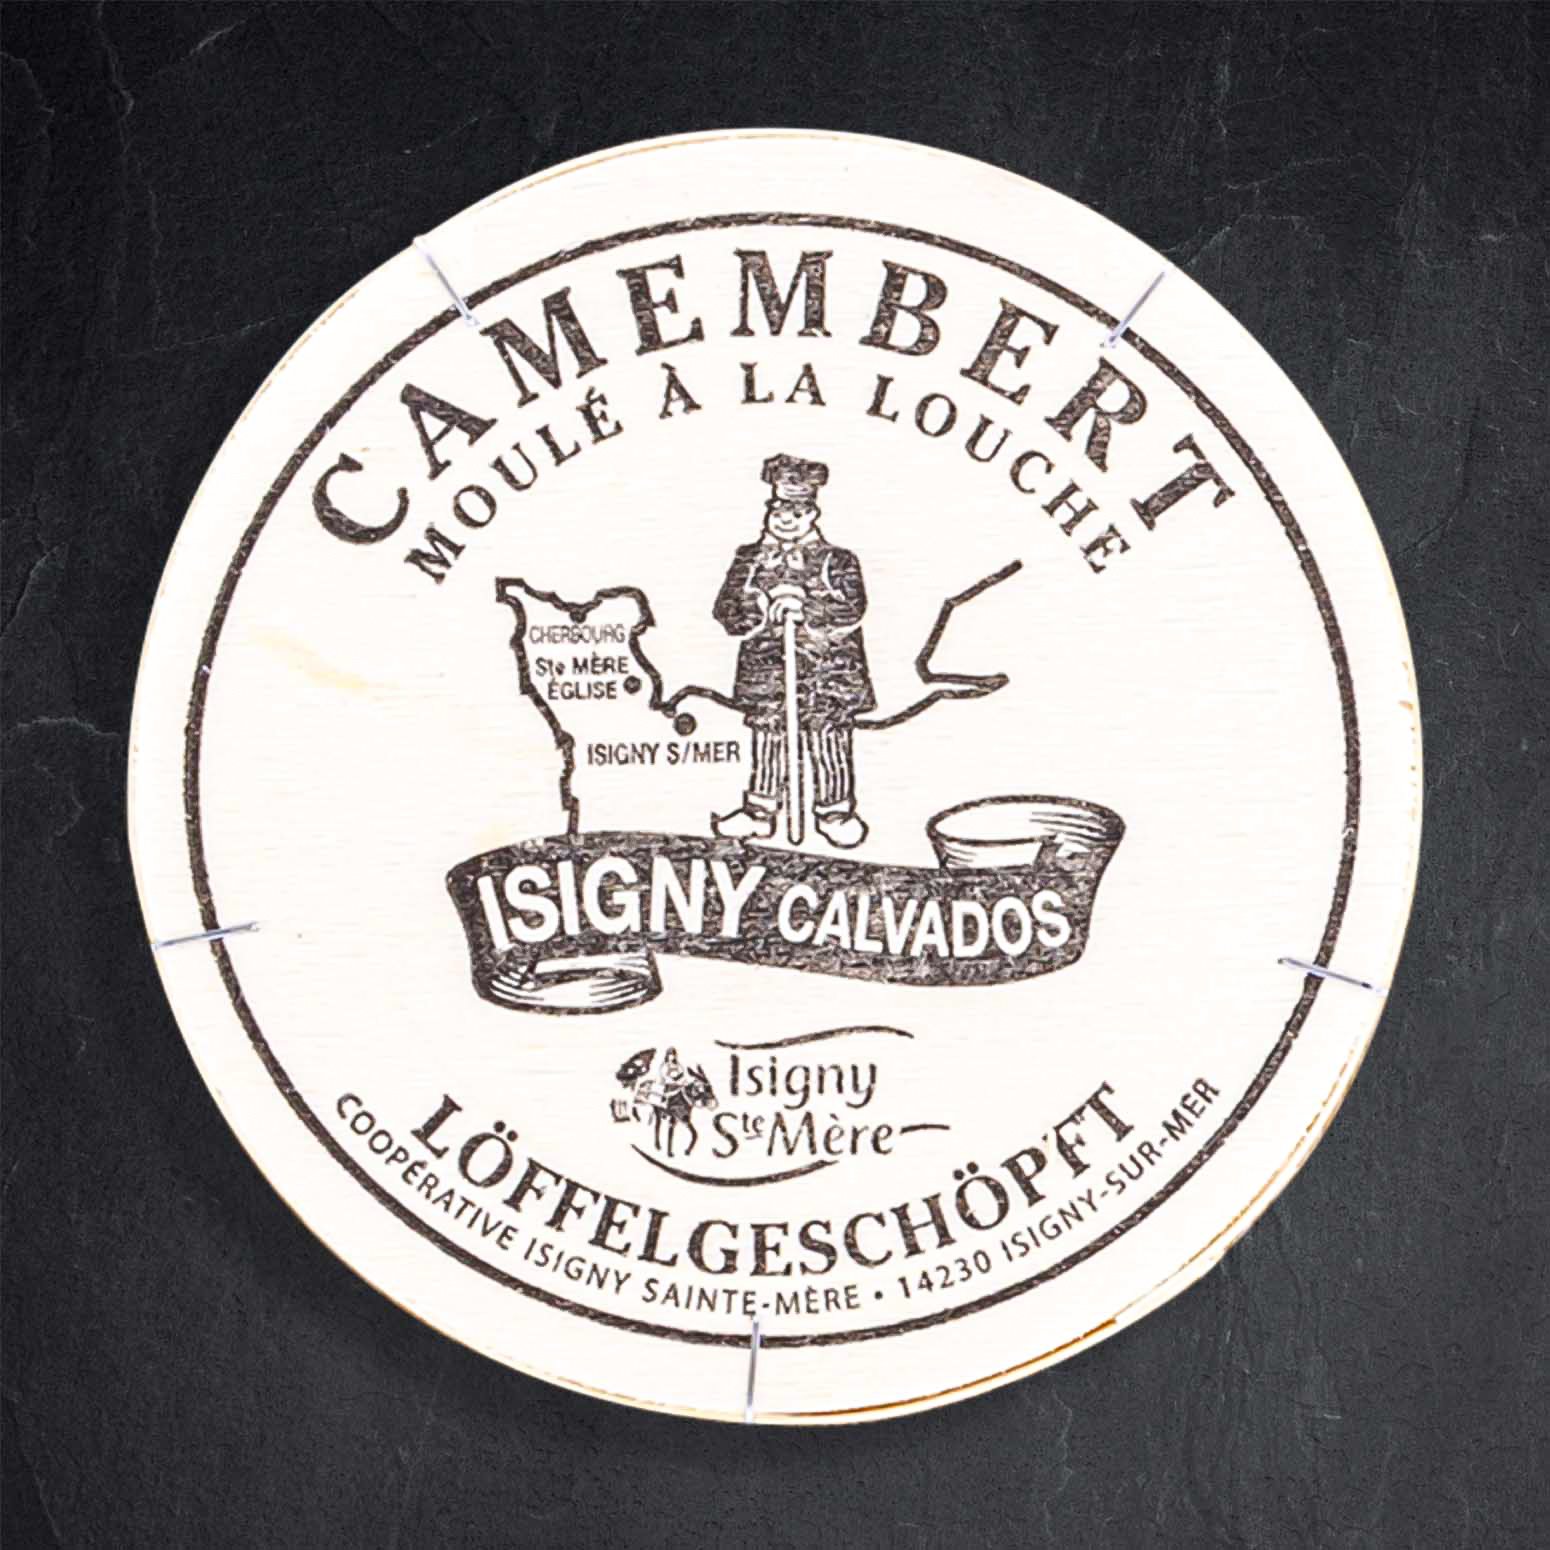 CAMEMBERT
MOULÉ À LA LOUCHE
CHERBOURG
Ste MÈRE
ÉGLISE
ISIGNY S/MER
ISIGNY CALVADOS
Isigny
Ste Mère
LÖFFELGESCHÖPFT
COOPÉRATIVE ISIGNY SAINTE-MÈRE • 14230 ISIGNY-SUR-MER